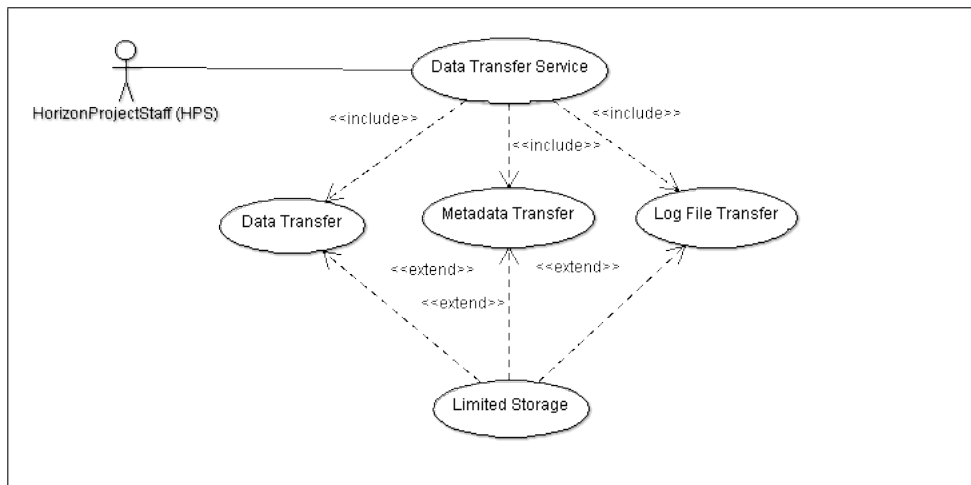 Data Transfer Service
HorizonProjectStaff (HPS)
<<include>>
<<include>>
<<include>>
Data Transfer
Metadata Transfer
Log File Transfer
<<extend>>
<<extend>>
<<extend>>
Limited Storage